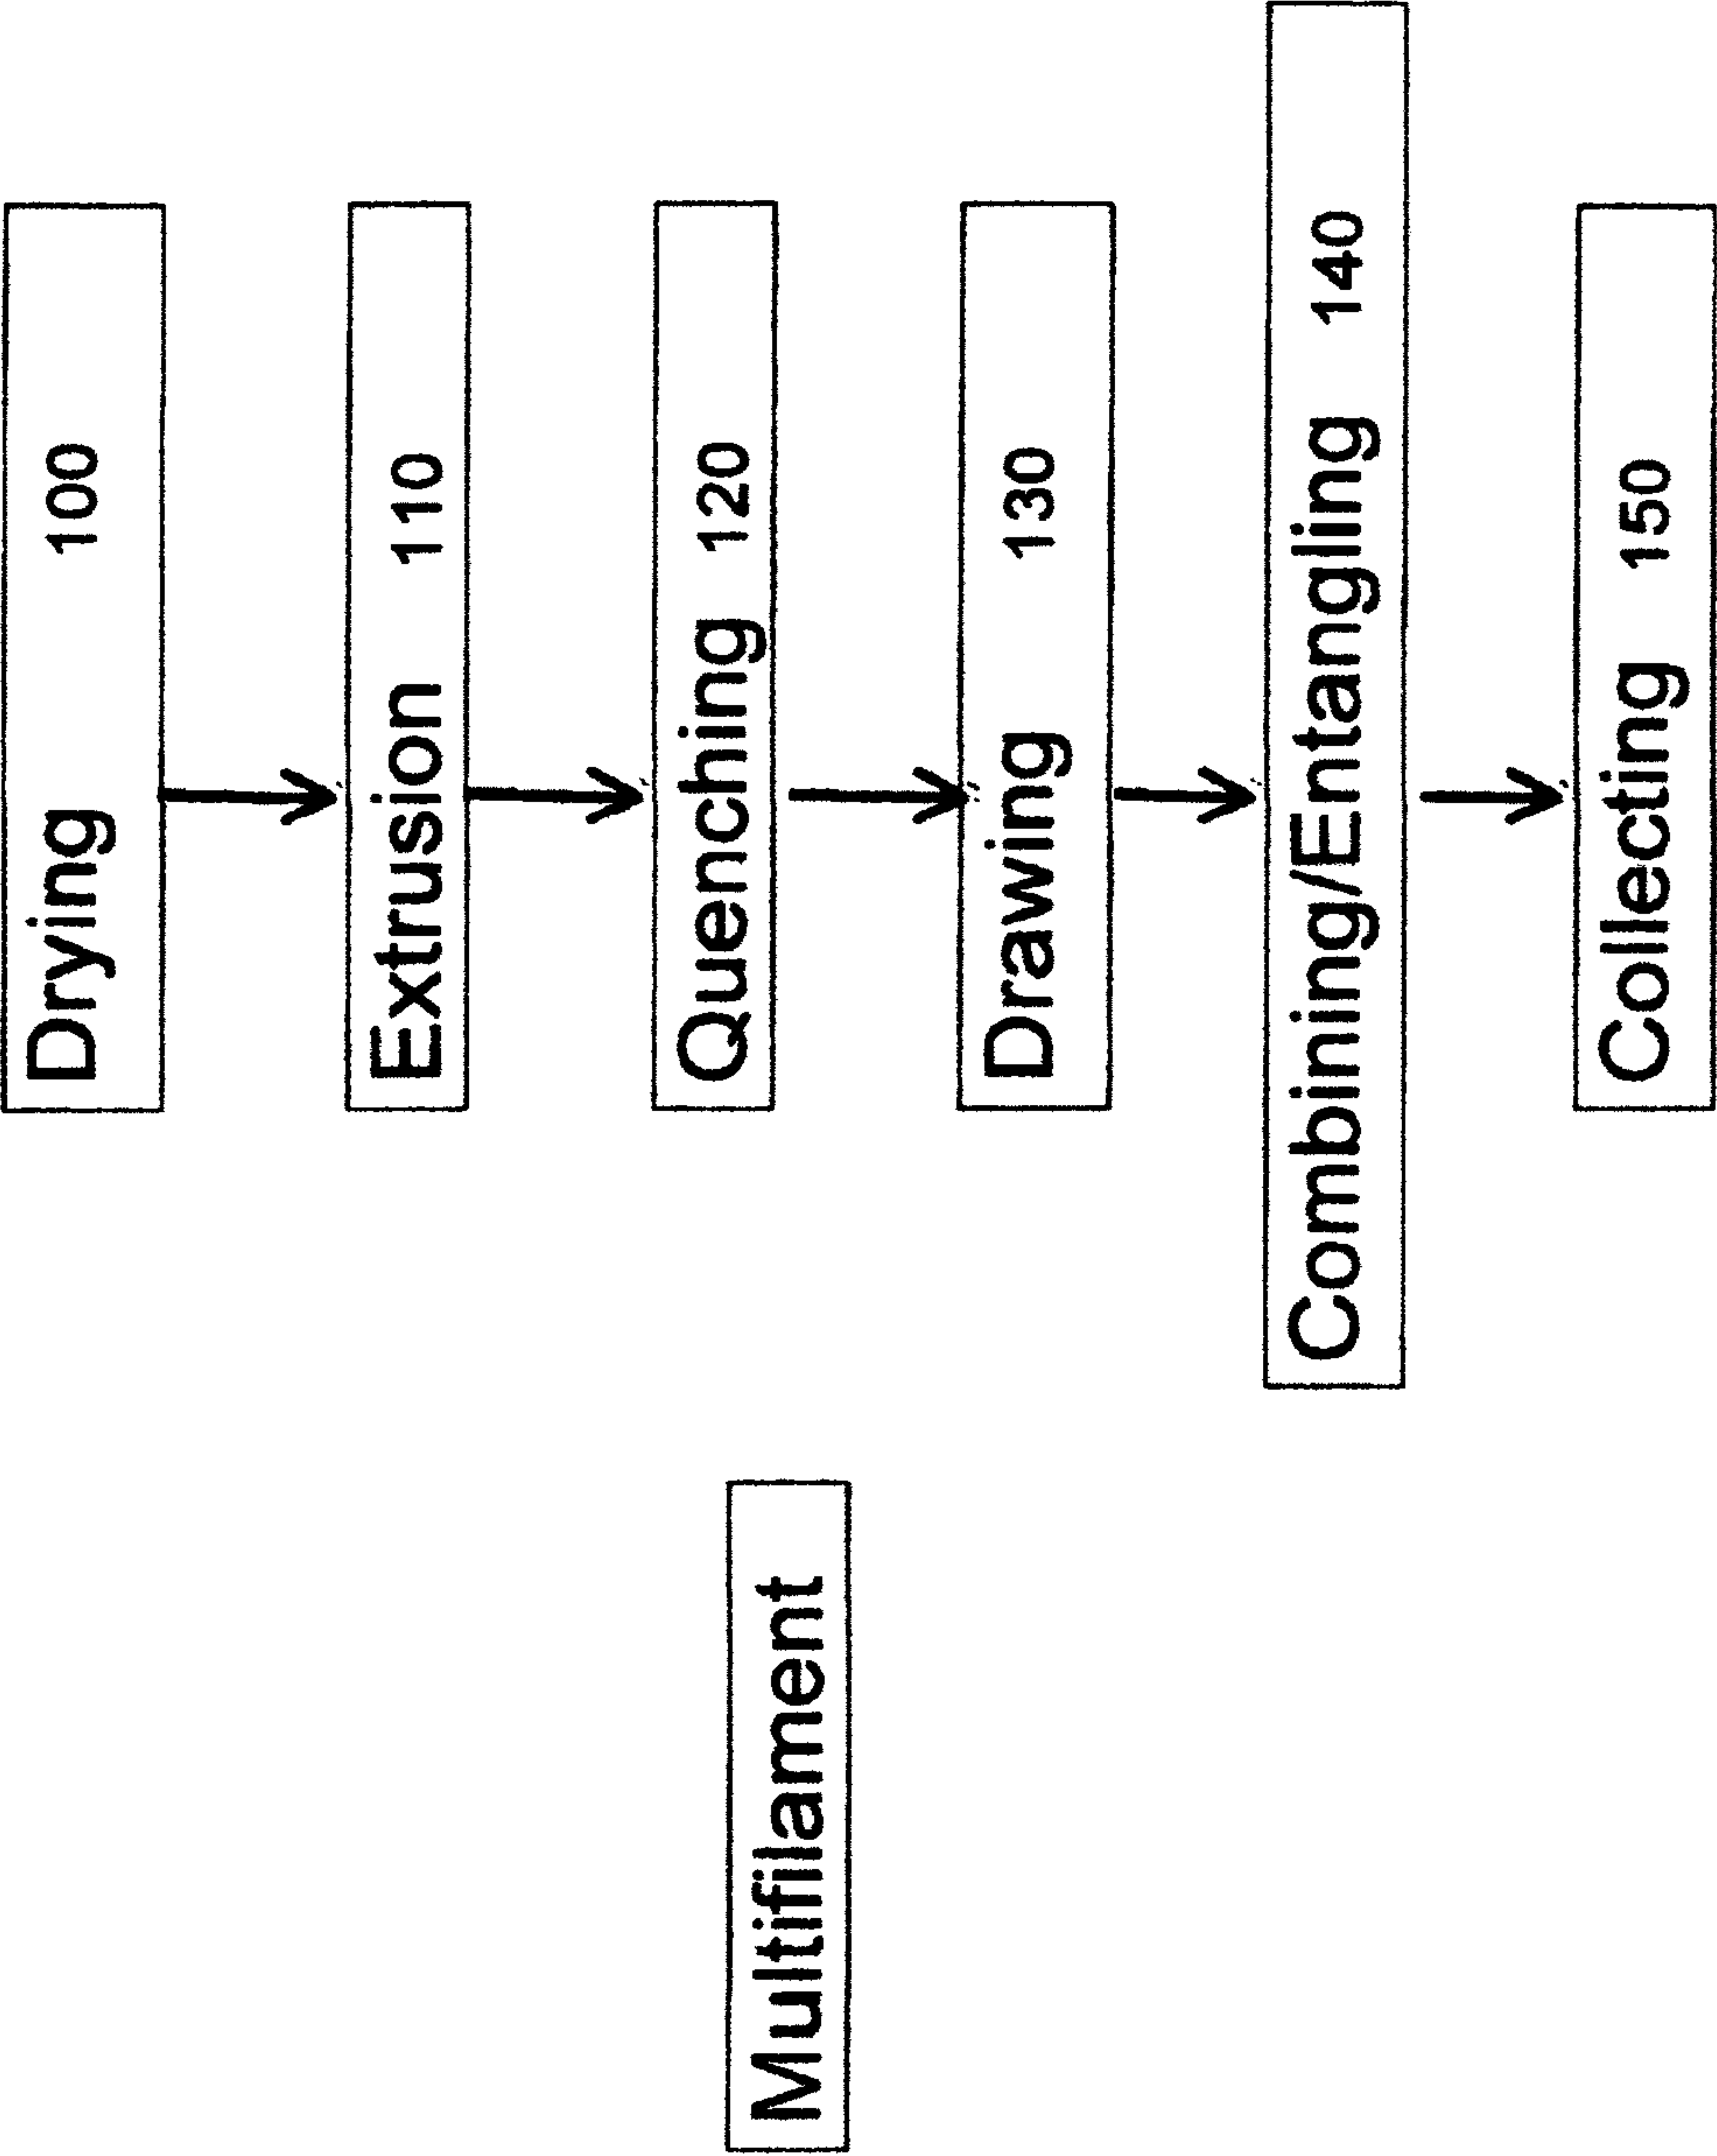 Multifilament
Drying 100
Extrusion 110
Quenching 120
Drawing 130
Combining/Entangling 140
Collecting 150